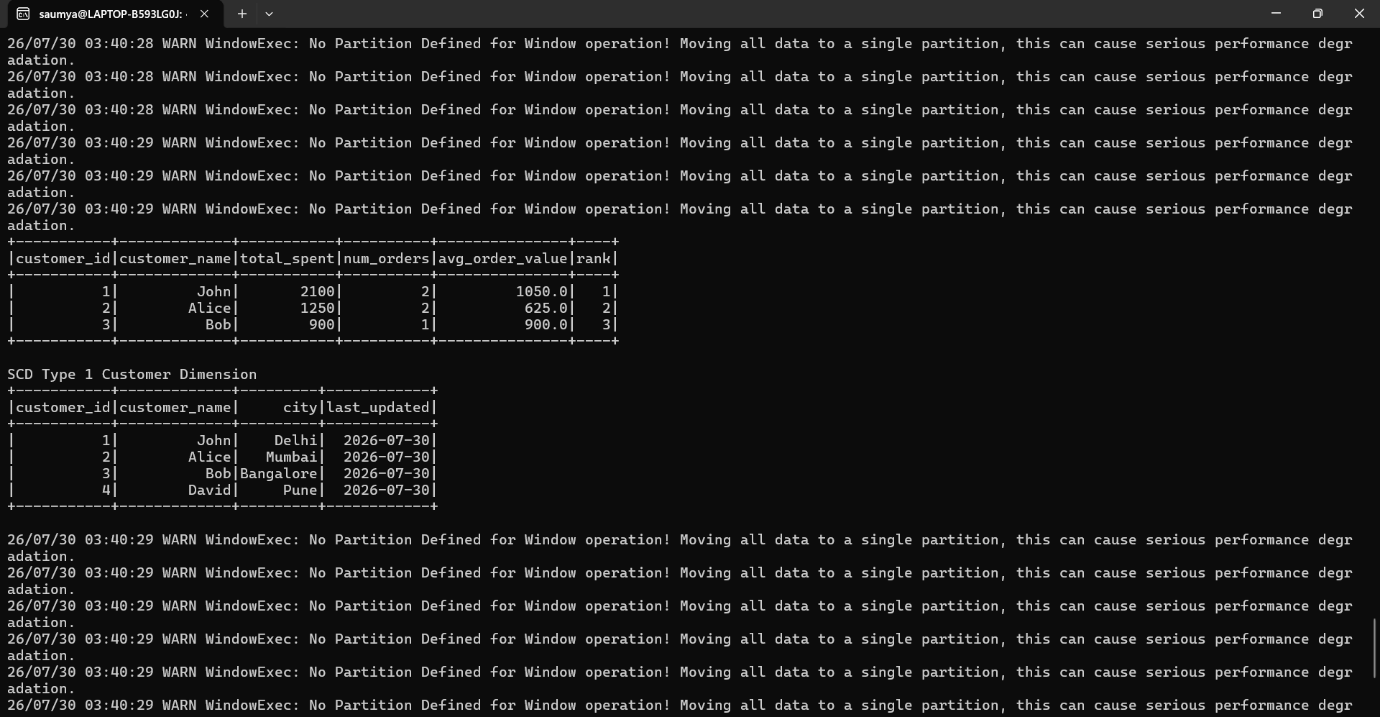 saumya@LAPTOP-B593LG0J: ·
26/07/30 03:40:28 WARN WindowExec: No Partition Defined for Window operation! Moving all data to a single partition, this can cause serious performance degr
adation.
26/07/30 03:40:28 WARN WindowExec: No Partition Defined for Window operation! Moving all data to a single partition, this can cause serious performance degr
adation.
26/07/30 03:40:28 WARN WindowExec: No Partition Defined for Window operation! Moving all data to a single partition, this can cause serious performance degr
adation.
26/07/30 03:40:29 WARN WindowExec: No Partition Defined for Window operation! Moving all data to a single partition, this can cause serious performance degr
adation.
26/07/30 03:40:29 WARN WindowExec: No Partition Defined for Window operation! Moving all data to a single partition, this can cause serious performance degr
adation.
26/07/30 03:40:29 WARN WindowExec: No Partition Defined for Window operation! Moving all data to a single partition, this can cause serious performance degr
adation.
+-----------+-------------+-----------+----------+---------------+----+
|customer_id|customer_name|total_spent|num_orders|avg_order_value|rank|
+-----------+-------------+-----------+----------+---------------+----+
|          1|         John|       2100|         2|         1050.0|   1|
|          2|        Alice|       1250|         2|          625.0|   2|
|          3|          Bob|        900|         1|          900.0|   3|
+-----------+-------------+-----------+----------+---------------+----+
SCD Type 1 Customer Dimension
+-----------+-------------+---------+------------+
|customer_id|customer_name|     city|last_updated|
+-----------+-------------+---------+------------+
|          1|         John|    Delhi|  2026-07-30|
|          2|        Alice|   Mumbai|  2026-07-30|
|          3|          Bob|Bangalore|  2026-07-30|
|          4|        David|     Pune|  2026-07-30|
+-----------+-------------+---------+------------+
26/07/30 03:40:29 WARN WindowExec: No Partition Defined for Window operation! Moving all data to a single partition, this can cause serious performance degr
adation.
26/07/30 03:40:29 WARN WindowExec: No Partition Defined for Window operation! Moving all data to a single partition, this can cause serious performance degr
adation.
26/07/30 03:40:29 WARN WindowExec: No Partition Defined for Window operation! Moving all data to a single partition, this can cause serious performance degr
adation.
26/07/30 03:40:29 WARN WindowExec: No Partition Defined for Window operation! Moving all data to a single partition, this can cause serious performance degr
adation.
26/07/30 03:40:29 WARN WindowExec: No Partition Defined for Window operation! Moving all data to a single partition, this can cause serious performance degr
adation.
26/07/30 03:40:29 WARN WindowExec: No Partition Defined for Window operation! Moving all data to a single partition, this can cause serious performance degr